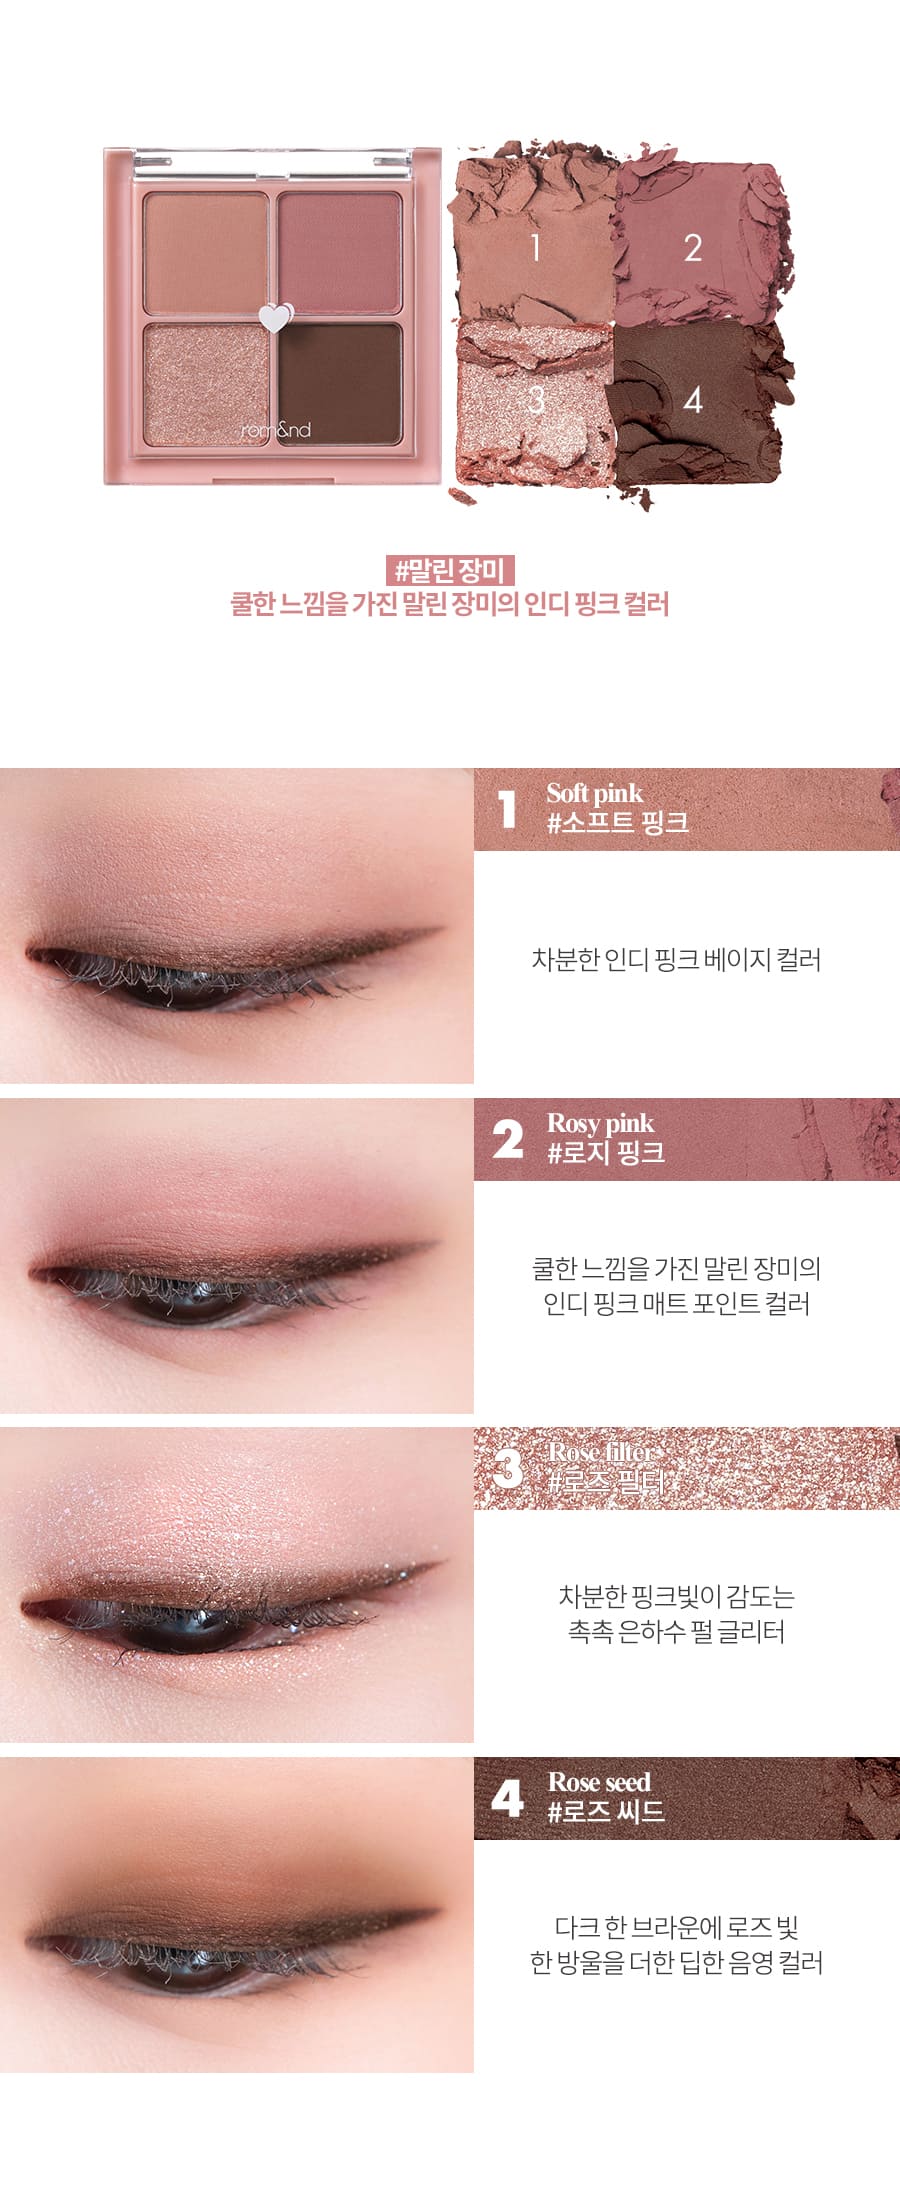 rom&nd
1
2
3
4
#말린 장미
쿨한 느낌을 가진 말린 장미의 인디 핑크 컬러
1
Soft pink
#소프트 핑크
차분한 인디 핑크 베이지 컬러
2
Rosy pink
#로지 핑크
쿨한 느낌을 가진 말린 장미의
인디 핑크 매트 포인트 컬러
3
Rose filter
#로즈 필터
차분한 핑크빛이 감도는
촉촉 은하수 펄 글리터
4
Rose seed
#로즈 씨드
다크 한 브라운에 로즈 빛
한 방울을 더한 딥한 음영 컬러